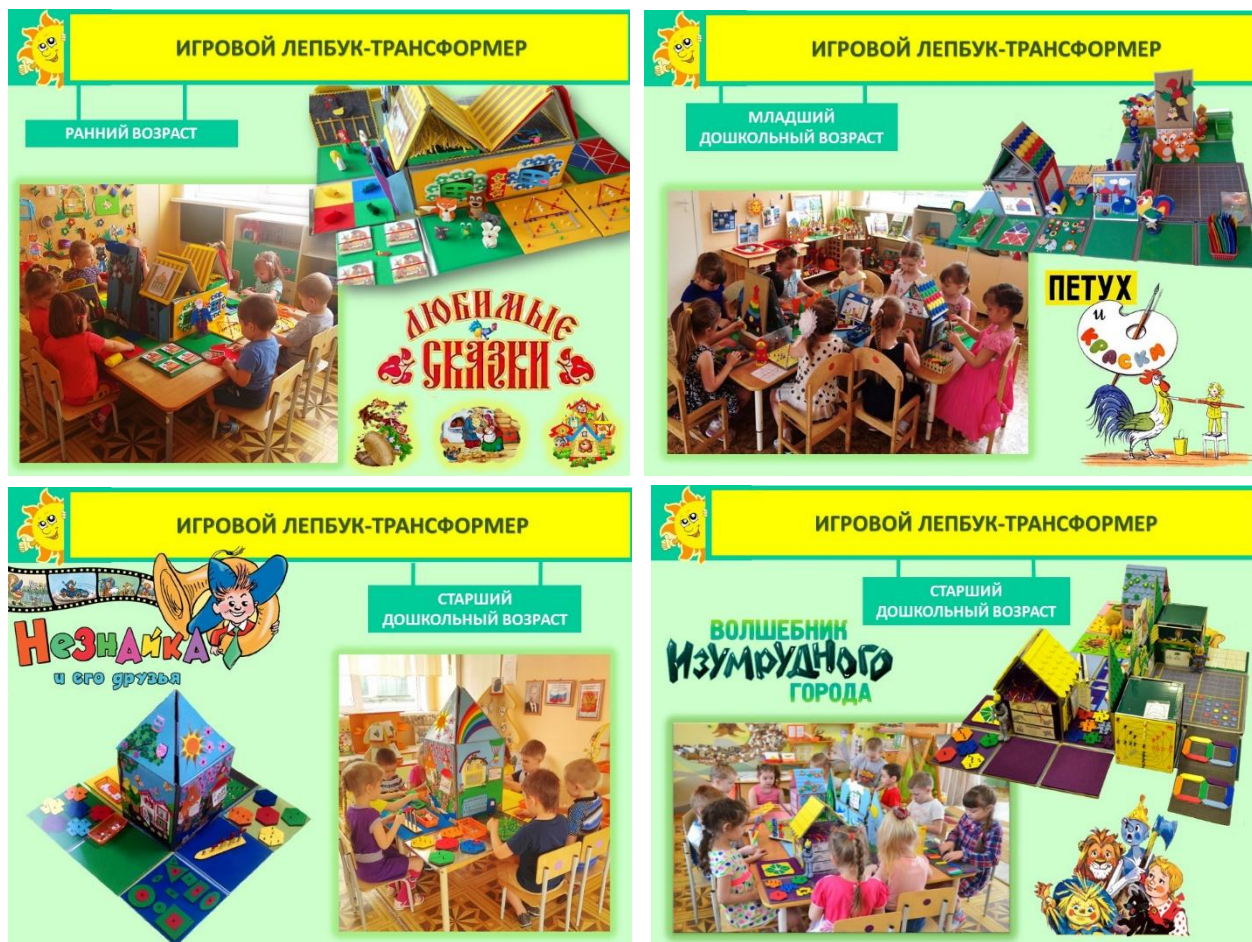 ИГРОВОЙ ЛЕПБУК-ТРАНСФОРМЕР
РАННИЙ ВОЗРАСТ
ЛЮБИМЫЕ
СКАЗКИ
ИГРОВОЙ ЛЕПБУК-ТРАНСФОРМЕР
МЛАДШИЙ
ДОШКОЛЬНЫЙ ВОЗРАСТ
ПЕТУХ
И
КРАСКИ
ИГРОВОЙ ЛЕПБУК-ТРАНСФОРМЕР
СТАРШИЙ
ДОШКОЛЬНЫЙ ВОЗРАСТ
НЕЗНАЙКА
и его друзья
ИГРОВОЙ ЛЕПБУК-ТРАНСФОРМЕР
СТАРШИЙ
ДОШКОЛЬНЫЙ ВОЗРАСТ
ВОЛШЕБНИК
ИЗУМРУДНОГО
ГОРОДА